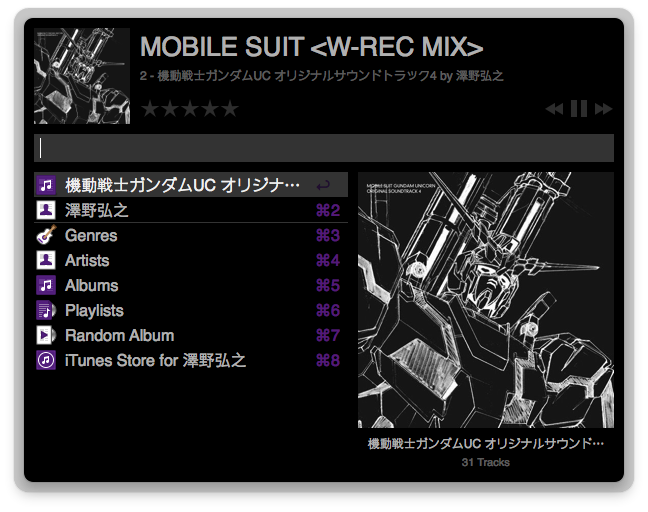 MOBILE SUIT <W-REC MIX>
2 - 機動戦士ガンダムUC オリジナルサウンドトラック4 by 澤野弘之
機動戦士ガンダムUC オリジナ…
澤野弘之 ⌘2
Genres ⌘3
Artists ⌘4
Albums ⌘5
Playlists ⌘6
Random Album ⌘7
iTunes Store for 澤野弘之 ⌘8
MOBILE SUIT GUNDAM UNICORN
ORIGINAL SOUNDTRACK 4
機動戦士ガンダムUC オリジナルサウンド…
31 Tracks